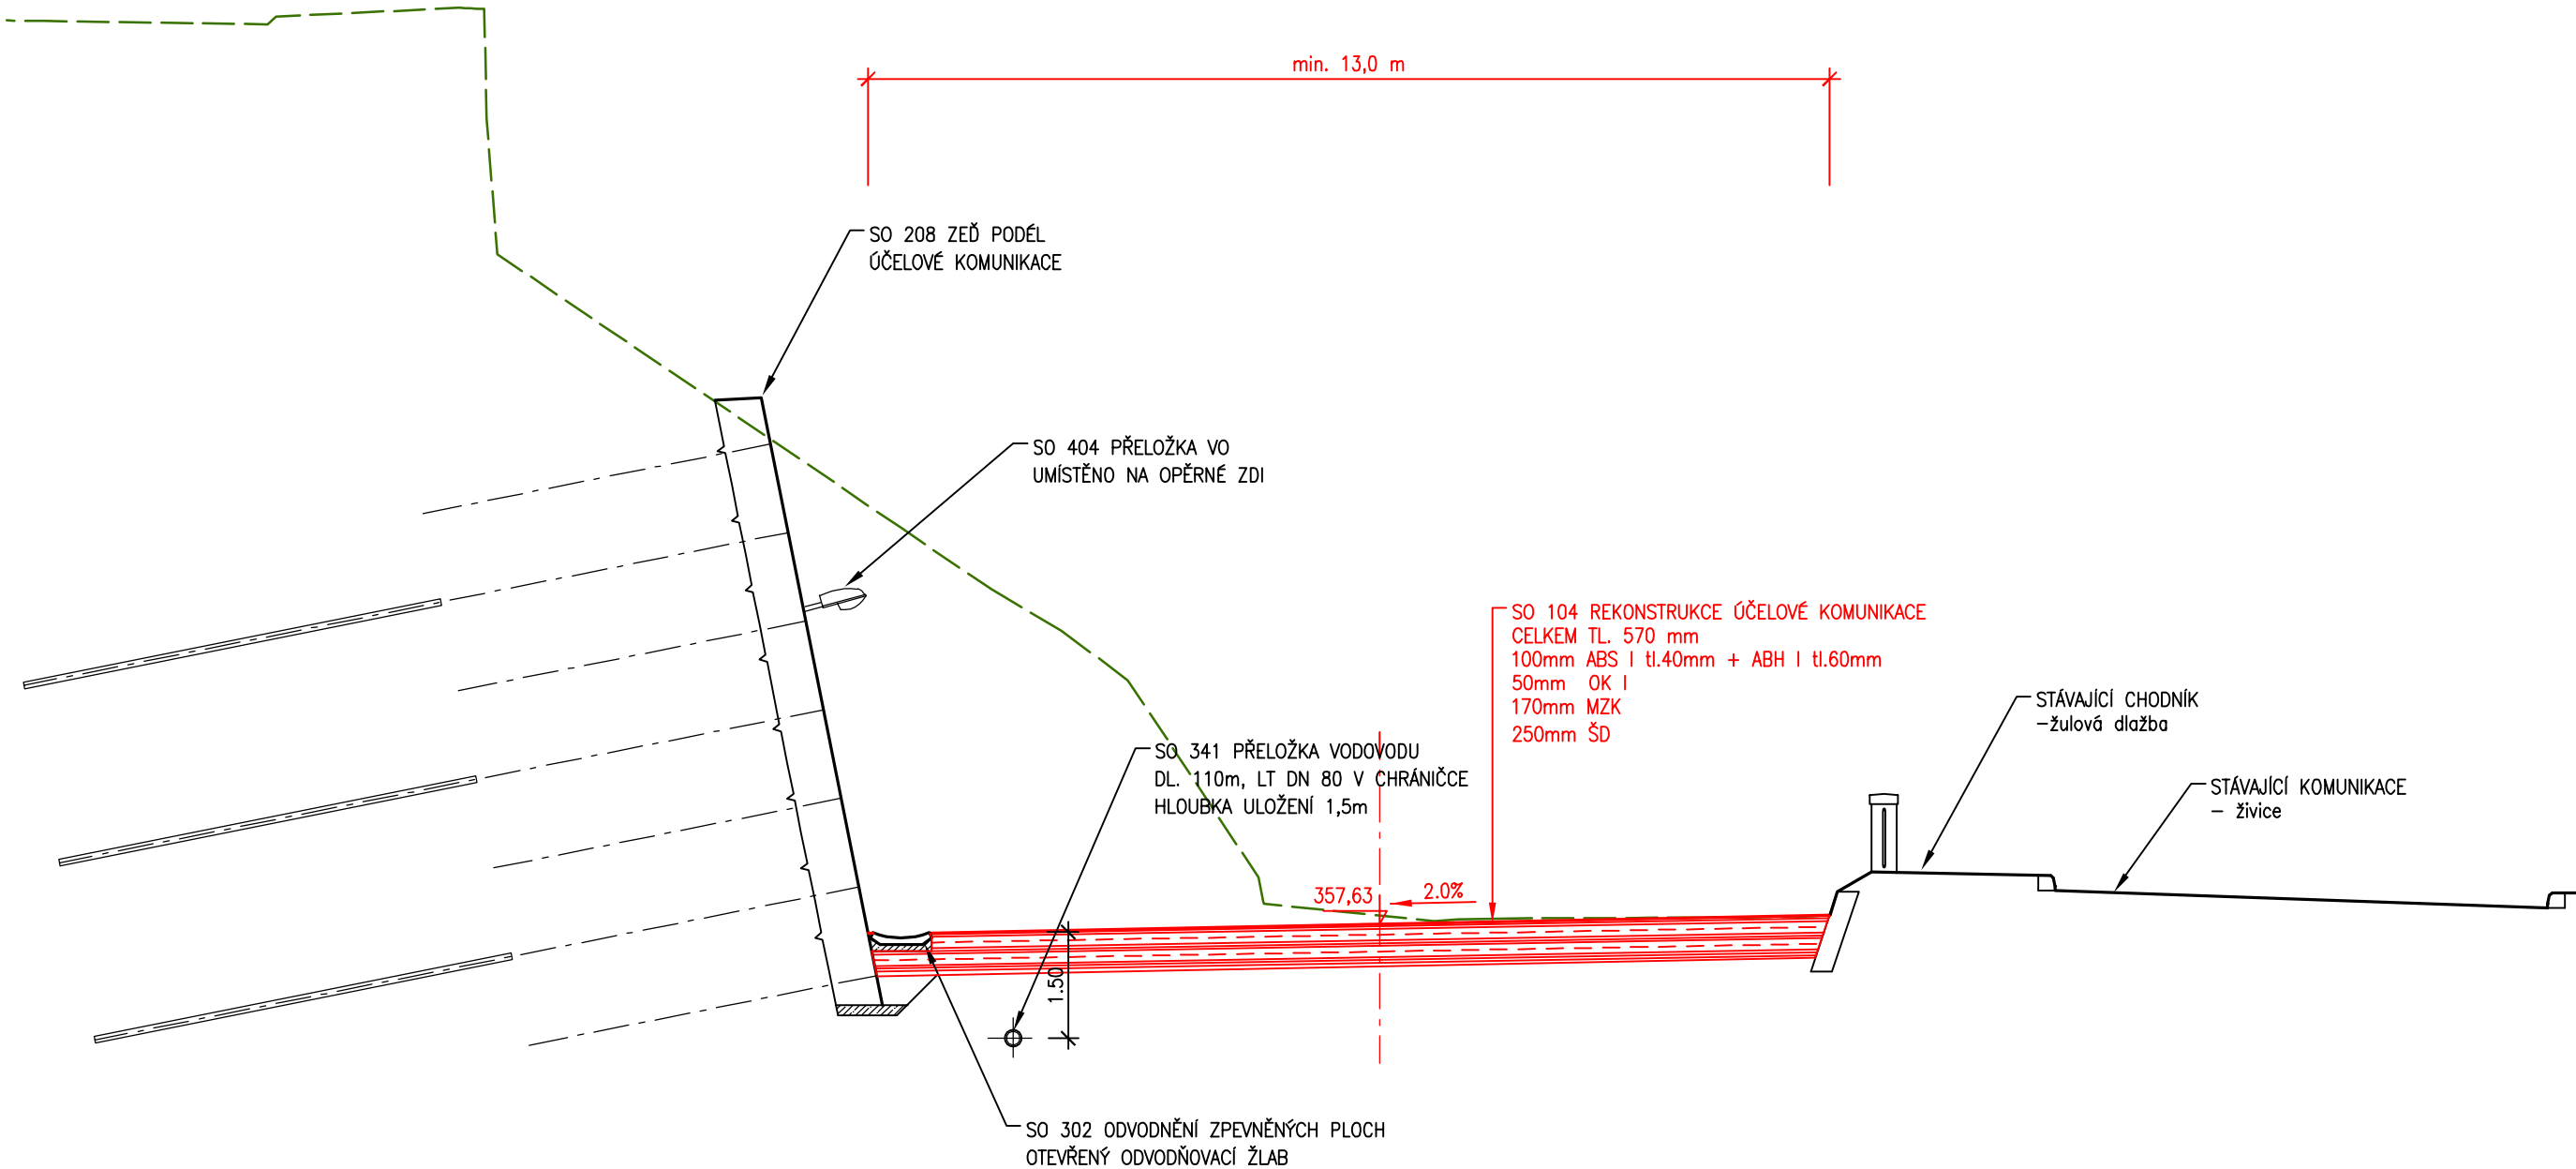 min. 13,0 m
SO 208 ZEĎ PODÉL
ÚČELOVÉ KOMUNIKACE
SO 404 PŘELOŽKA VO
UMÍSTĚNO NA OPĚRNÉ ZDI
SO 104 REKONSTRUKCE ÚČELOVÉ KOMUNIKACE
CELKEM TL. 570 mm
100mm ABS I tl.40mm + ABH I tl.60mm
50mm OK I
170mm MZK
250mm ŠD
STÁVAJÍCÍ CHODNÍK
-žulová dlažba
SO 341 PŘELOŽKA VODOVODU
DL. 110m, LT DN 80 V CHRÁNIČCE
HLOUBKA ULOŽENÍ 1,5m
STÁVAJÍCÍ KOMUNIKACE
- živice
357,63
2.0%
1.50
SO 302 ODVODNĚNÍ ZPEVNĚNÝCH PLOCH
OTEVŘENÝ ODVODŇOVACÍ ŽLAB